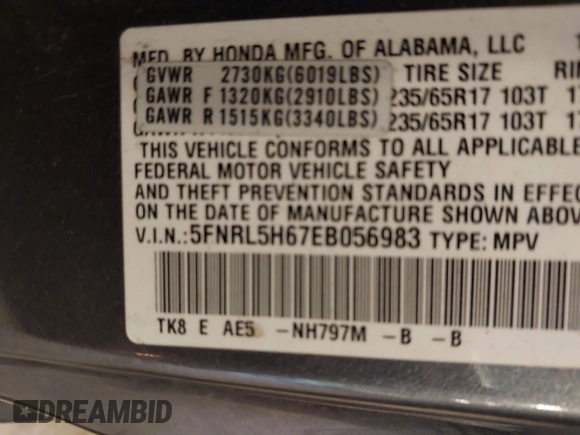 MFD. BY HONDA MFG. OF ALABAMA, LLC
GVWR 2730KG(6019LBS) TIRE SIZE
GAWR F 1320KG(2910LBS) 235/65R17 103T
GAWR R 1515KG(3340LBS) 235/65R17 103T
THIS VEHICLE CONFORMS TO ALL APPLICABLE
FEDERAL MOTOR VEHICLE SAFETY
AND THEFT PREVENTION STANDARDS IN EFFEC
ON THE DATE OF MANUFACTURE SHOWN ABOV
V.I.N.:5FNRL5H67EB056983 TYPE: MPV
TK8 E AE5 -NH797M -B -B
DREAMBID